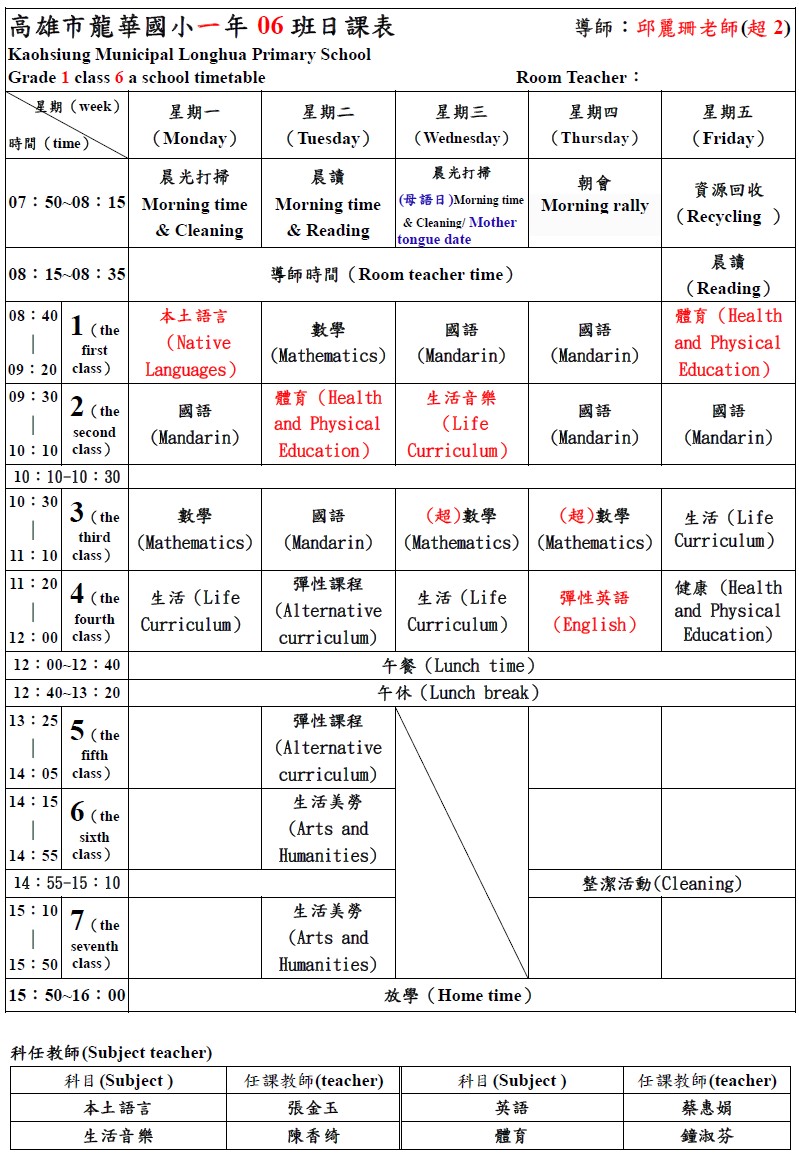 高雄市龍華國小一年 06 班日課表 導師：邱麗珊老師(超 2)
Kaohsiung Municipal Longhua Primary School
Grade 1 class 6 a school timetable Room Teacher：
星期（week）
時間（time）
星期一
（Monday）
星期二
（Tuesday）
星期三
（Wednesday）
星期四
（Thursday）
星期五
（Friday）
07：50~08：15
晨光打掃
Morning time
& Cleaning
晨讀
Morning time
& Reading
晨光打掃
(母語日)Morning time
& Cleaning/ Mother
tongue date
朝會
Morning rally
資源回收
（Recycling ）
08：15~08：35
導師時間（Room teacher time）
晨讀
（Reading）
08：40
｜
09：20
1（the
first
class）
本土語言
（Native
Languages）
數學
(Mathematics）
國語
(Mandarin）
國語
(Mandarin）
體育（Health
and Physical
Education）
09：30
｜
10：10
2（the
second
class）
國語
(Mandarin）
體育（Health
and Physical
Education）
生活音樂
（Life
Curriculum）
國語
(Mandarin）
國語
(Mandarin）
10：10-10：30
10：30
｜
11：10
3（the
third
class）
數學
(Mathematics）
國語
(Mandarin）
(超)數學
(Mathematics）
(超)數學
(Mathematics）
生活（Life
Curriculum）
11：20
｜
12：00
4（the
fourth
class）
生活（Life
Curriculum）
彈性課程
(Alternative
curriculum）
生活（Life
Curriculum）
彈性英語
(English）
健康（Health
and Physical
Education）
12：00~12：40
午餐（Lunch time）
12：40~13：20
午休（Lunch break）
13：25
｜
14：05
5（the
fifth
class）
彈性課程
(Alternative
curriculum）
14：15
｜
14：55
6（the
sixth
class）
生活美勞
（Arts and
Humanities）
14：55-15：10
整潔活動(Cleaning)
15：10
｜
15：50
7（the
seventh
class）
生活美勞
（Arts and
Humanities）
15：50~16：00
放學（Home time）
科任教師(Subject teacher)
科目(Subject ) 任課教師(teacher) 科目(Subject ) 任課教師(teacher)
本土語言 張金玉 英語 蔡惠娟
生活音樂 陳香綺 體育 鐘淑芬